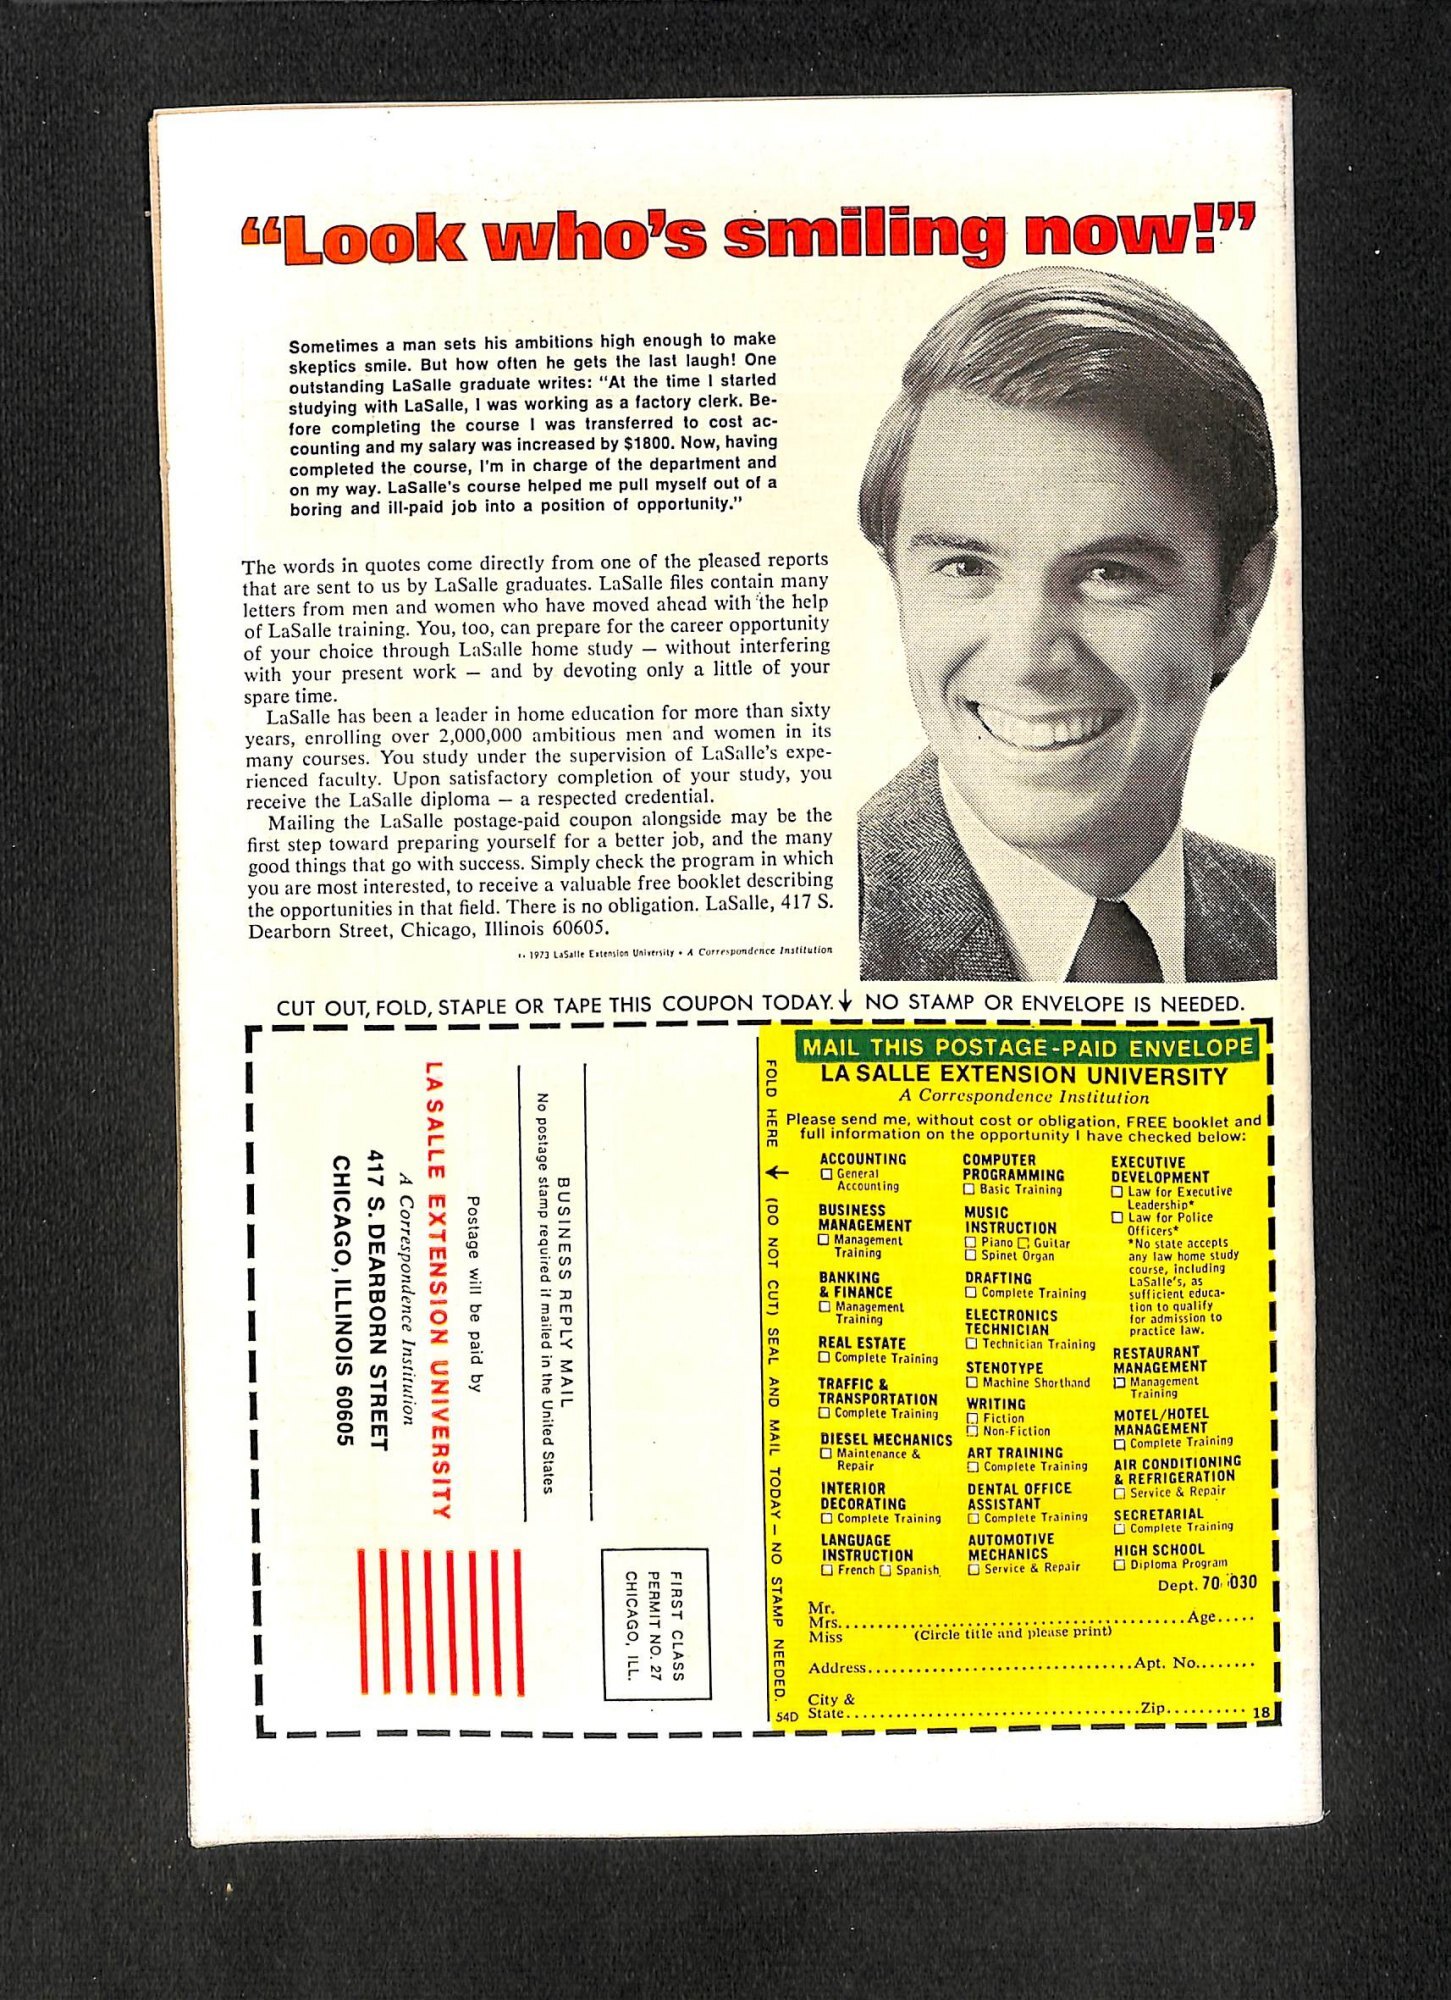 “Look who’s smiling now!”
Sometimes a man sets his ambitions high enough to make
skeptics smile. But how often he gets the last laugh! One
outstanding LaSalle graduate writes: “At the time I started
studying with LaSalle, I was working as a factory clerk. Be-
fore completing the course I was transferred to cost ac-
counting and my salary was increased by $1800. Now, having
completed the course, I'm in charge of the department and
on my way. LaSalle's course helped me pull myself out of a
boring and ill-paid job into a position of opportunity.”
The words in quotes come directly from one of the pleased reports
that are sent to us by LaSalle graduates. LaSalle files contain many
letters from men and women who have moved ahead with the help
of LaSalle training. You, too, can prepare for the career opportunity
of your choice through LaSalle home study — without interfering
with your present work — and by devoting only a little of your
spare time.
LaSalle has been a leader in home education for more than sixty
years, enrolling over 2,000,000 ambitious men and women in its
many courses. You study under the supervision of LaSalle's expe-
rienced faculty. Upon satisfactory completion of your study, you
receive the LaSalle diploma — a respected credential.
Mailing the LaSalle postage-paid coupon alongside may be the
first step toward preparing yourself for a better job, and the many
good things that go with success. Simply check the program in which
you are most interested, to receive a valuable free booklet describing
the opportunities in that field. There is no obligation. LaSalle, 417 S.
Dearborn Street, Chicago, Illinois 60605.
1973 LaSalle Extension University • A Correspondence Institution
CUT OUT, FOLD, STAPLE OR TAPE THIS COUPON TODAY.↓ NO STAMP OR ENVELOPE IS NEEDED.
BUSINESS REPLY MAIL
No postage stamp required if mailed in the United States
Postage will be paid by
LA SALLE EXTENSION UNIVERSITY
A Correspondence Institution
417 S. DEARBORN STREET
CHICAGO, ILLINOIS 60605
FIRST CLASS
PERMIT NO. 27
CHICAGO, ILL.
FOLD HERE ↓ (DO NOT CUT) SEAL AND MAIL TODAY — NO STAMP NEEDED.
MAIL THIS POSTAGE-PAID ENVELOPE
LA SALLE EXTENSION UNIVERSITY
A Correspondence Institution
Please send me, without cost or obligation, FREE booklet and
full information on the opportunity I have checked below:
ACCOUNTING
☐ General
Accounting
BUSINESS
MANAGEMENT
☐ Management
Training
BANKING
& FINANCE
☐ Management
Training
REAL ESTATE
☐ Complete Training
TRAFFIC &
TRANSPORTATION
☐ Complete Training
DIESEL MECHANICS
☐ Maintenance &
Repair
INTERIOR
DECORATING
☐ Complete Training
LANGUAGE
INSTRUCTION
☐ French ☐ Spanish
COMPUTER
PROGRAMMING
☐ Basic Training
MUSIC
INSTRUCTION
☐ Piano ☐ Guitar
☐ Spinet Organ
DRAFTING
☐ Complete Training
ELECTRONICS
TECHNICIAN
☐ Technician Training
STENOTYPE
☐ Machine Shorthand
WRITING
☐ Fiction
☐ Non-Fiction
ART TRAINING
☐ Complete Training
DENTAL OFFICE
ASSISTANT
☐ Complete Training
AUTOMOTIVE
MECHANICS
☐ Service & Repair
EXECUTIVE
DEVELOPMENT
☐ Law for Executive
Leadership*
☐ Law for Police
Officers*
*No state accepts
any law home study
course, including
LaSalle's, as
sufficient educa-
tion to qualify
for admission to
practice law.
RESTAURANT
MANAGEMENT
☐ Management
Training
MOTEL/HOTEL
MANAGEMENT
☐ Complete Training
AIR CONDITIONING
& REFRIGERATION
☐ Service & Repair
SECRETARIAL
☐ Complete Training
HIGH SCHOOL
☐ Diploma Program
Dept. 70-030
Mr.
Mrs. Age
Miss (Circle title and please print)
Address Apt. No.
City &
State Zip
54D
18